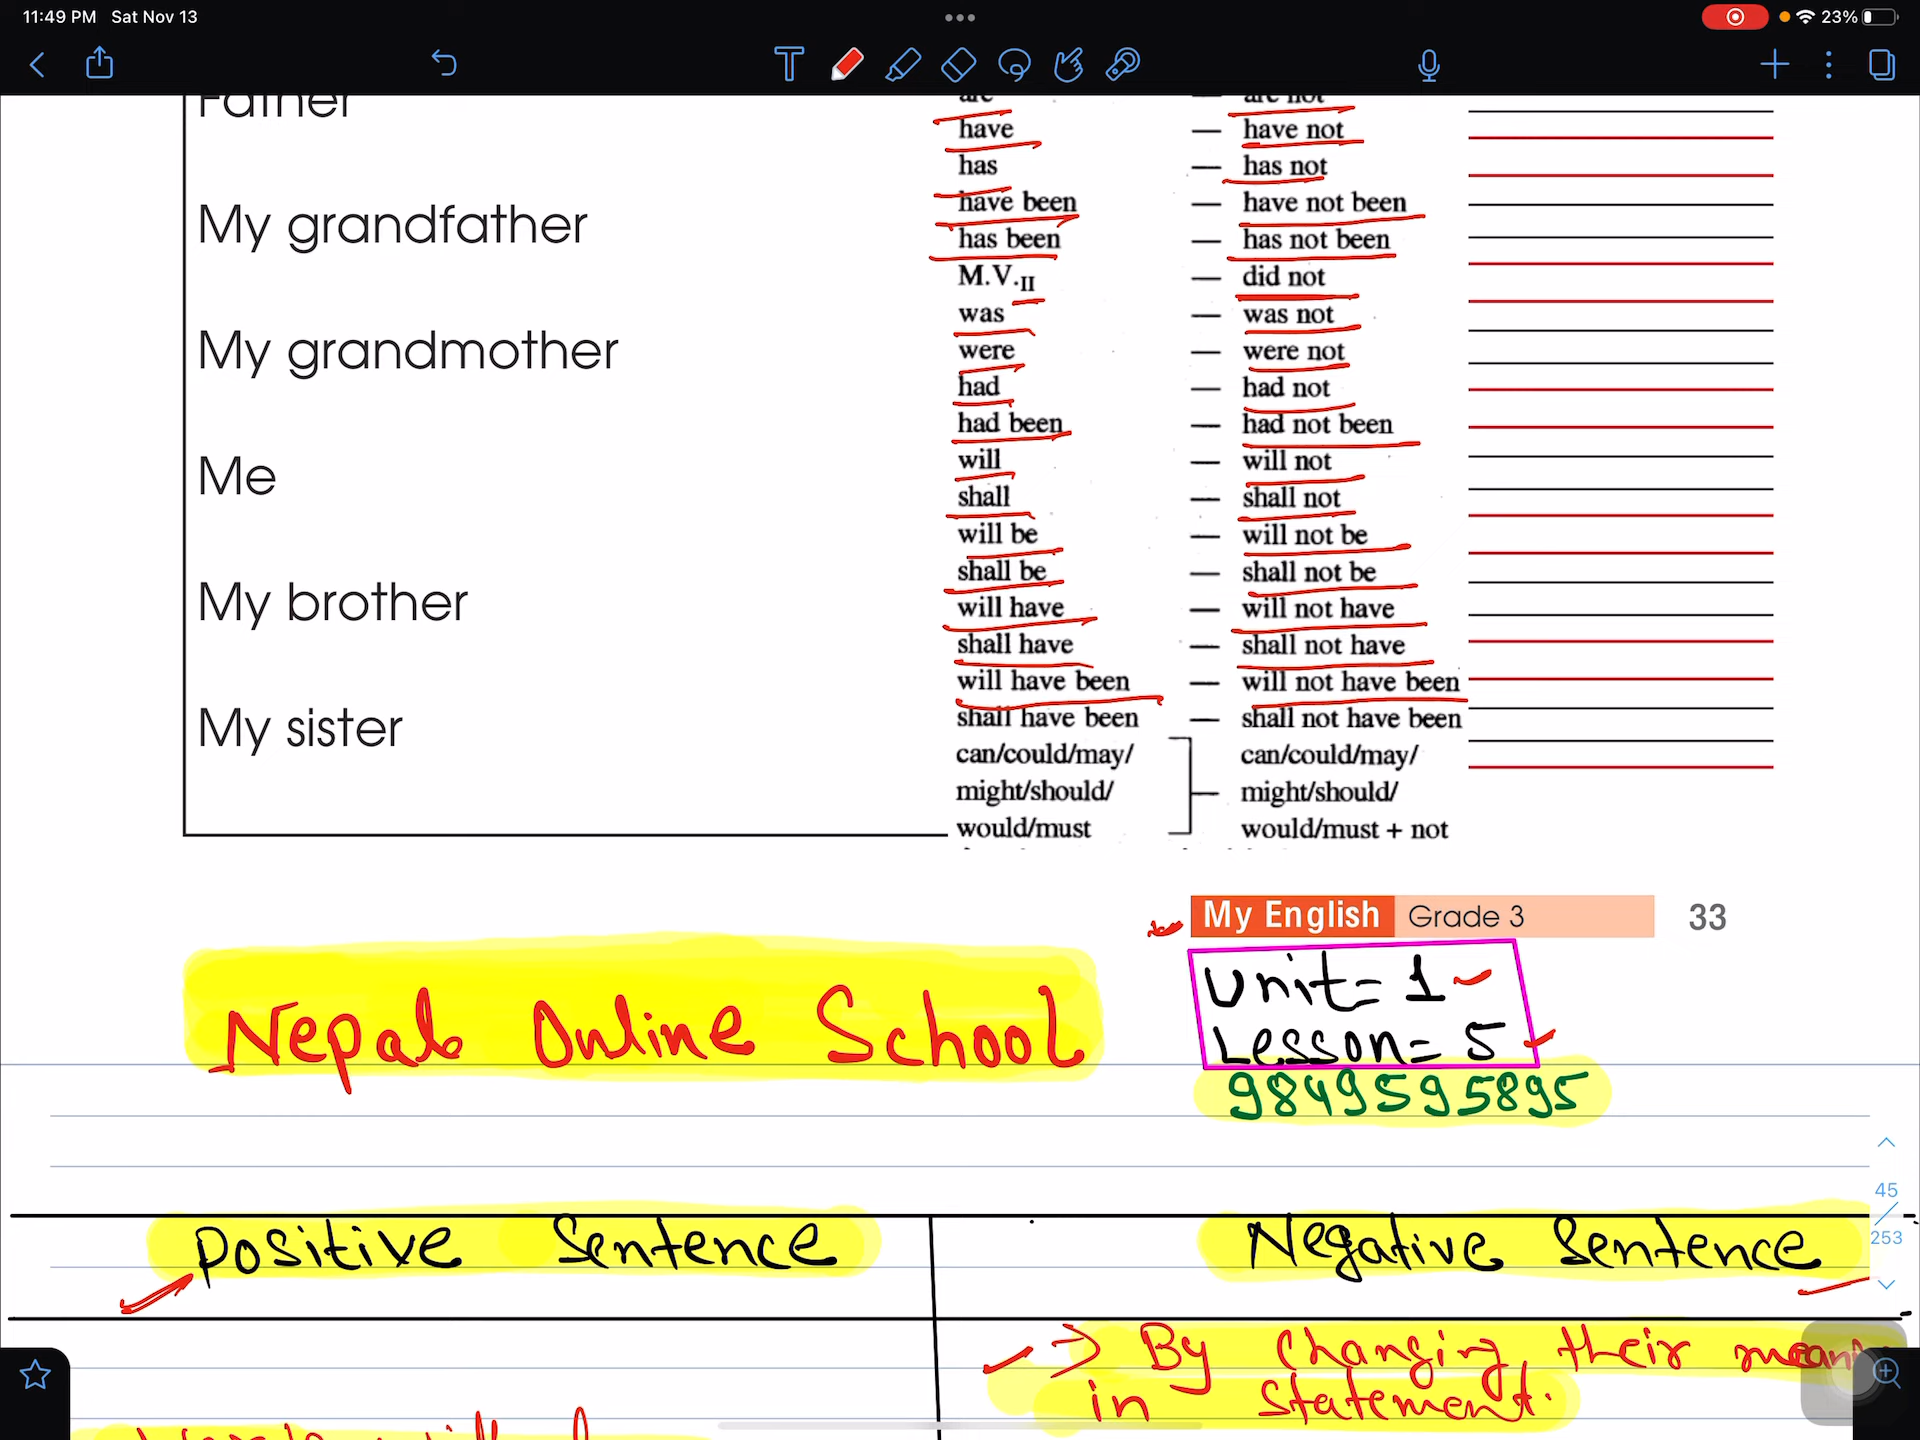 11:49 PM Sat Nov 13
23%
Father
are — are not
have — have not
has — has not
My grandfather
have been — have not been
has been — has not been
M.V.II — did not
was — was not
My grandmother
were — were not
had — had not
had been — had not been
Me
will — will not
shall — shall not
will be — will not be
shall be — shall not be
My brother
will have — will not have
shall have — shall not have
will have been — will not have been
My sister
shall have been — shall not have been
can/could/may/ can/could/may/
might/should/ — might/should/
would/must would/must + not
My English Grade 3 33
Unit= 1
Nepal Online School
Lesson= 5
9849595895
45
253
Positive Sentence
Negative Sentence
→ By changing their
in statement.